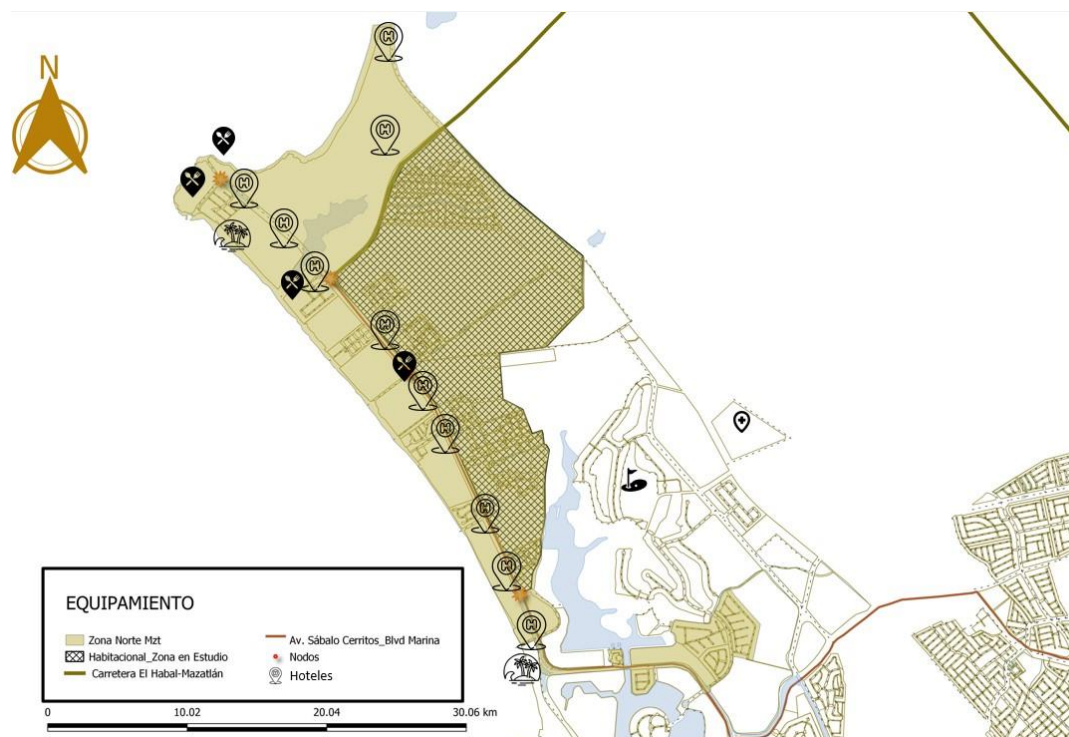 N
EQUIPAMIENTO
Zona Norte Mzt
Habitacional_Zona en Estudio
Carretera El Habal-Mazatlán
Av. Sábalo Cerritos_Blvd Marina
Nodos
Hoteles
0 10.02 20.04 30.06 km